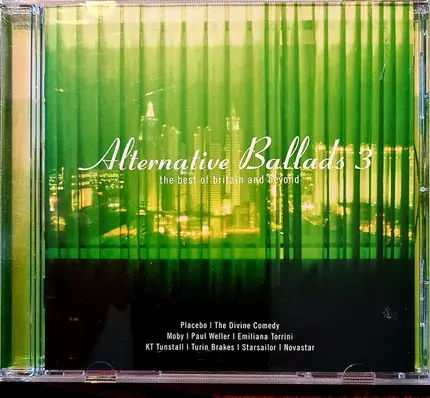 Alternative Ballads 3
the best of britain and beyond
Placebo | The Divine Comedy
Moby | Paul Weller | Emiliana Torrini
KT Tunstall | Turin Brakes | Starsailor | Novastar